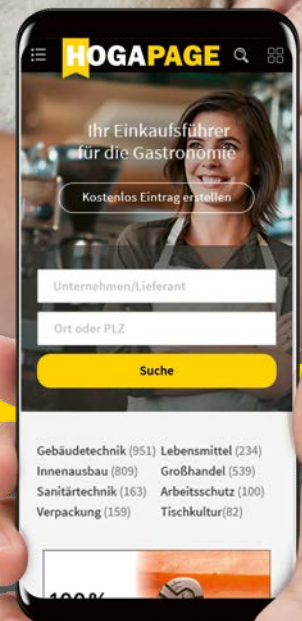 HOGAPAGE
Ihr Einkaufsführer
für die Gastronomie
Kostenlos Eintrag erstellen
Unternehmen/Lieferant
Ort oder PLZ
Suche
Gebäudetechnik (951) Lebensmittel (234)
Innenausbau (809) Großhandel (539)
Sanitärtechnik (163) Arbeitsschutz (100)
Verpackung (159) Tischkultur(82)
100%